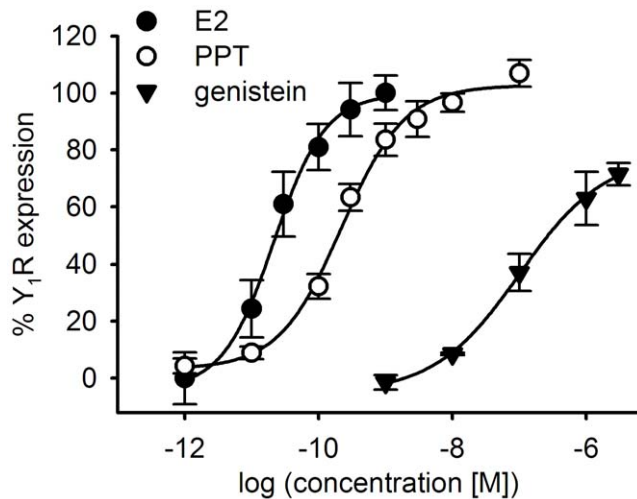 E2
PPT
genistein
120
100
80
60
40
20
0
% Y₁R expression
-12 -10 -8 -6
log (concentration [M])